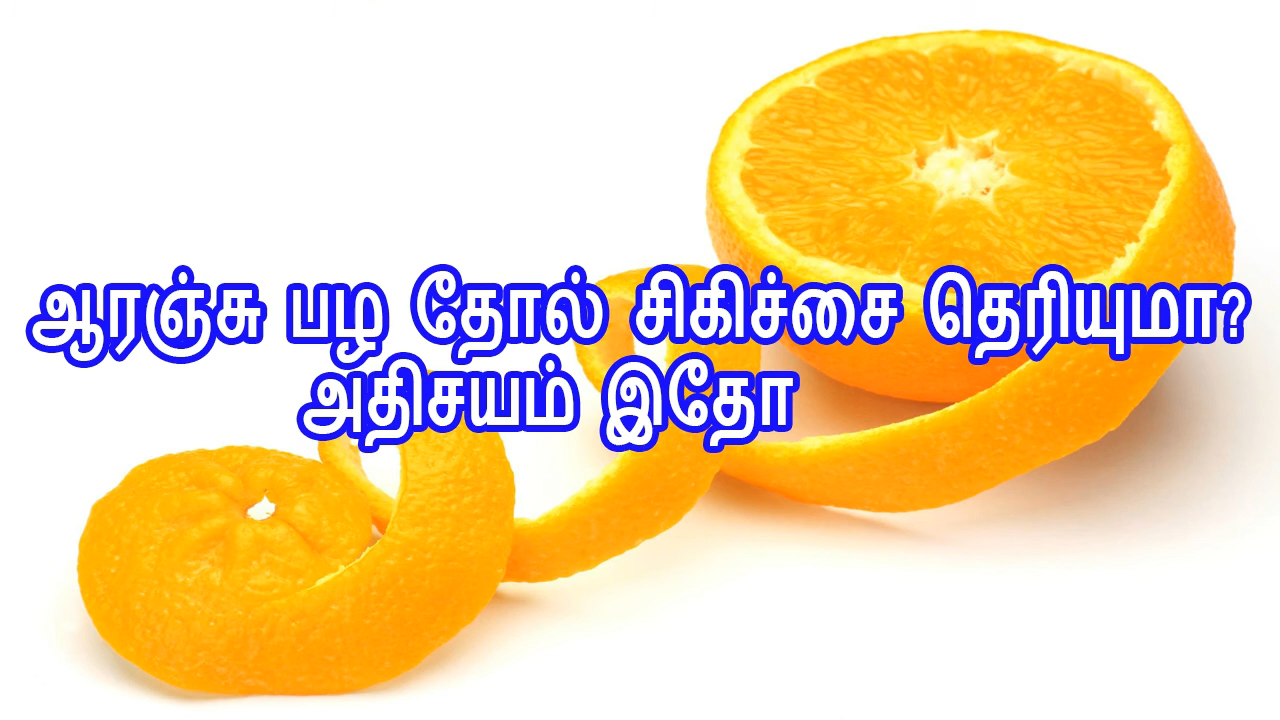 ஆரஞ்சு பழ தோல் சிகிச்சை தெரியுமா?
அதிசயம் இதோ